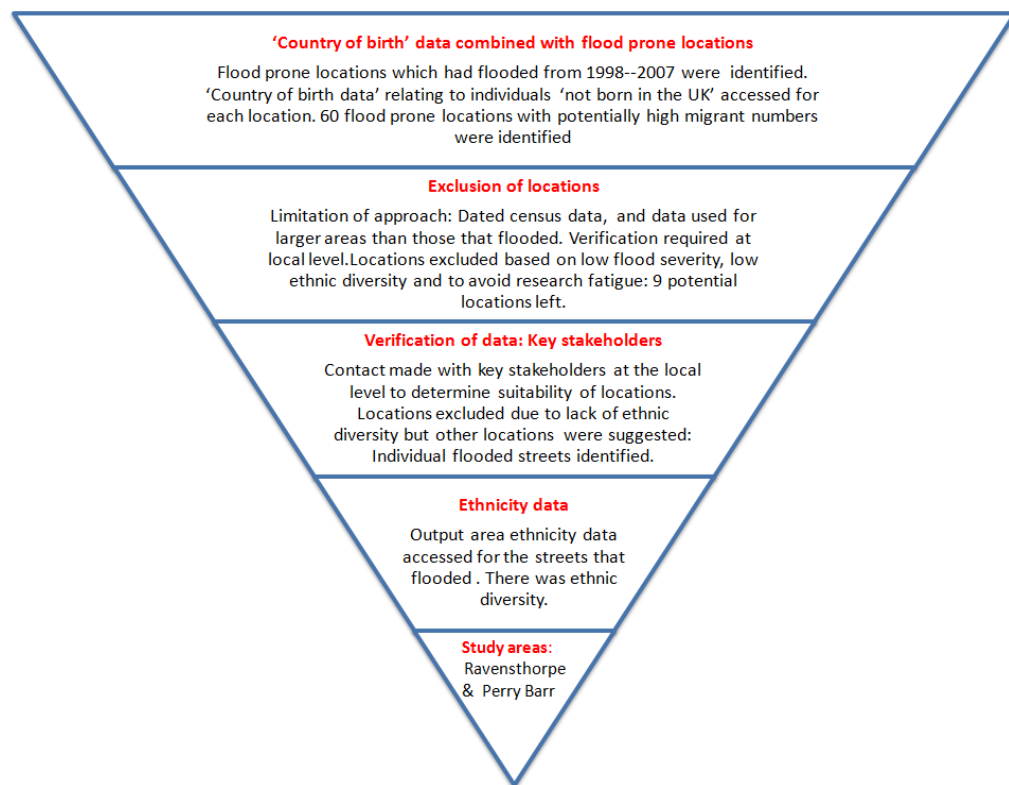 ‘Country of birth’ data combined with flood prone locations
Flood prone locations which had flooded from 1998--2007 were identified.
‘Country of birth data’ relating to individuals ‘not born in the UK’ accessed for
each location. 60 flood prone locations with potentially high migrant numbers
were identified
Exclusion of locations
Limitation of approach: Dated census data, and data used for
larger areas than those that flooded. Verification required at
local level.Locations excluded based on low flood severity, low
ethnic diversity and to avoid research fatigue: 9 potential
locations left.
Verification of data: Key stakeholders
Contact made with key stakeholders at the local
level to determine suitability of locations.
Locations excluded due to lack of ethnic
diversity but other locations were suggested:
Individual flooded streets identified.
Ethnicity data
Output area ethnicity data
accessed for the streets that
flooded . There was ethnic
diversity.
Study areas:
Ravensthorpe
& Perry Barr